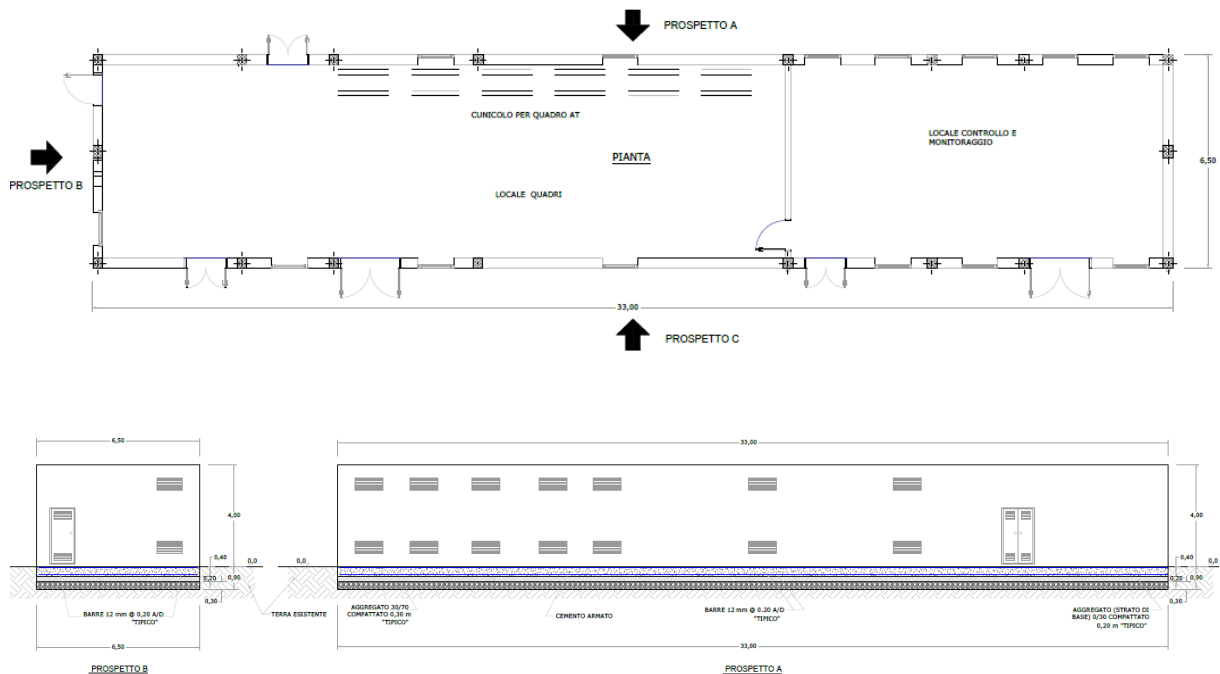 PROSPETTO A
CUNICOLO PER QUADRO AT
LOCALE CONTROLLO E
MONITORAGGIO
PIANTA
6,50
PROSPETTO B
LOCALE QUADRI
33,00
PROSPETTO C
6,50
33,00
4,00
4,00
0,40
0,0
0,0
0,40
0,0
0,20
0,90
0,20
0,90
0,30
0,30
BARRE 12 mm @ 0,20 A/D
"TIPICO"
TERRA ESISTENTE
AGGREGATO 30/70
COMPATTATO 0,30 m
"TIPICO"
CEMENTO ARMATO
BARRE 12 mm @ 0.20 A/D
"TIPICO"
AGGREGATO (STRATO DI
BASE) 0/30 COMPATTATO
0,20 m "TIPICO"
6,50
33,00
PROSPETTO B
PROSPETTO A